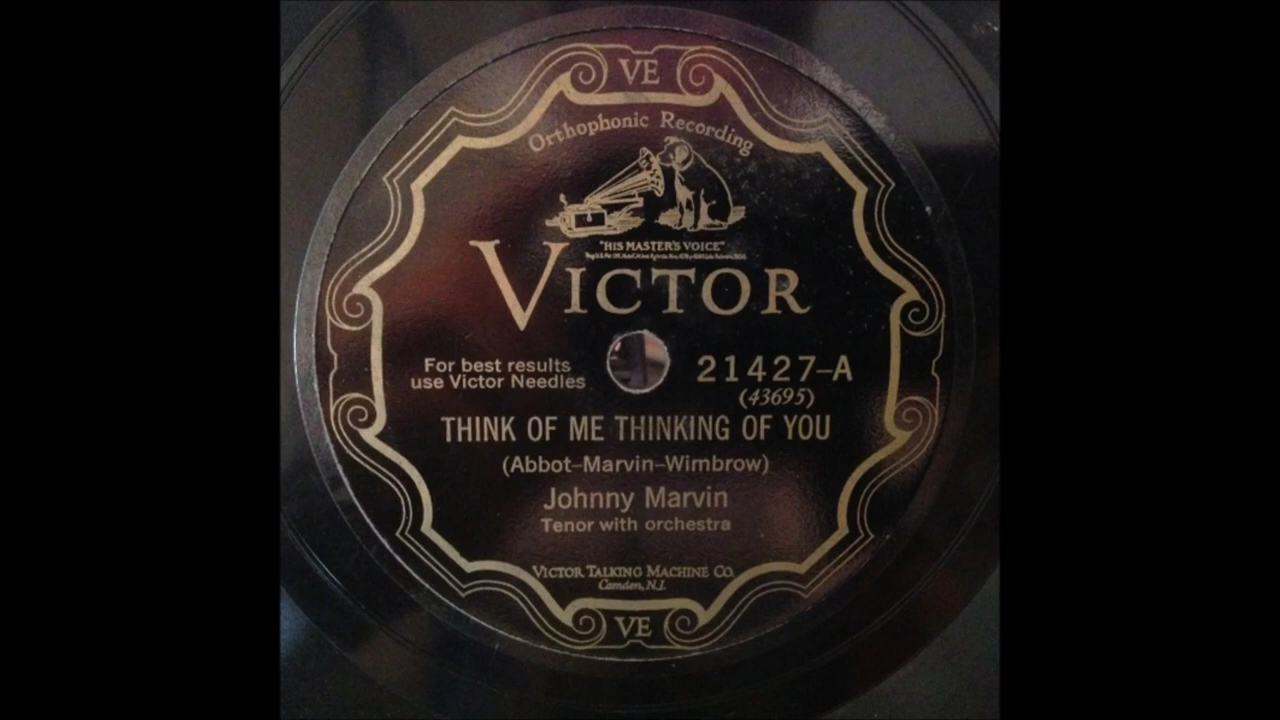 VE
Orthophonic Recording
"HIS MASTER'S VOICE"
VICTOR
For best results
use Victor Needles
21427-A
(43695)
THINK OF ME THINKING OF YOU
(Abbot-Marvin-Wimbrow)
Johnny Marvin
Tenor with orchestra
VICTOR TALKING MACHINE CO.
Camden, N.J.
VE